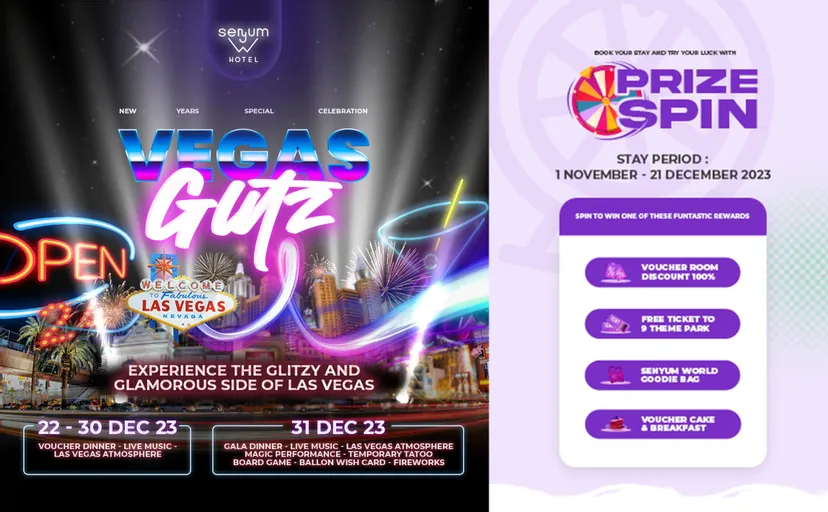 senyum
HOTEL
NEW YEARS SPECIAL CELEBRATION
VEGAS
Glitz
OPEN
24
WELCOME
TO Fabulous
LAS VEGAS
NEVADA
EXPERIENCE THE GLITZY AND
GLAMOROUS SIDE OF LAS VEGAS
22 - 30 DEC 23
VOUCHER DINNER - LIVE MUSIC -
LAS VEGAS ATMOSPHERE
31 DEC 23
GALA DINNER - LIVE MUSIC - LAS VEGAS ATMOSPHERE
MAGIC PERFORMANCE - TEMPORARY TATOO
BOARD GAME - BALLON WISH CARD - FIREWORKS
BOOK YOUR STAY AND TRY YOUR LUCK WITH
PRIZE
SPIN
STAY PERIOD :
1 NOVEMBER - 21 DECEMBER 2023
SPIN TO WIN ONE OF THESE FUNTASTIC REWARDS
VOUCHER ROOM
DISCOUNT 100%
FREE TICKET TO
9 THEME PARK
SENYUM WORLD
GOODIE BAG
VOUCHER CAKE
& BREAKFAST